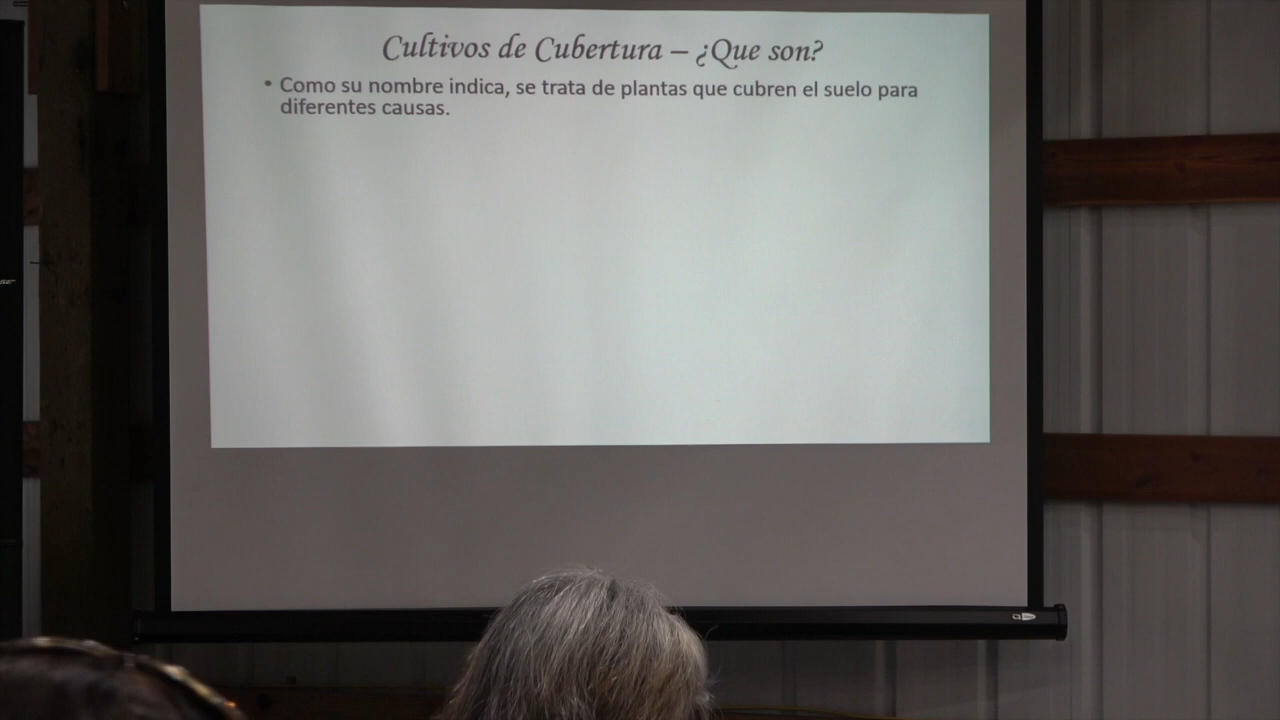 Cultivos de Cubertura – ¿Que son?
• Como su nombre indica, se trata de plantas que cubren el suelo para
diferentes causas.